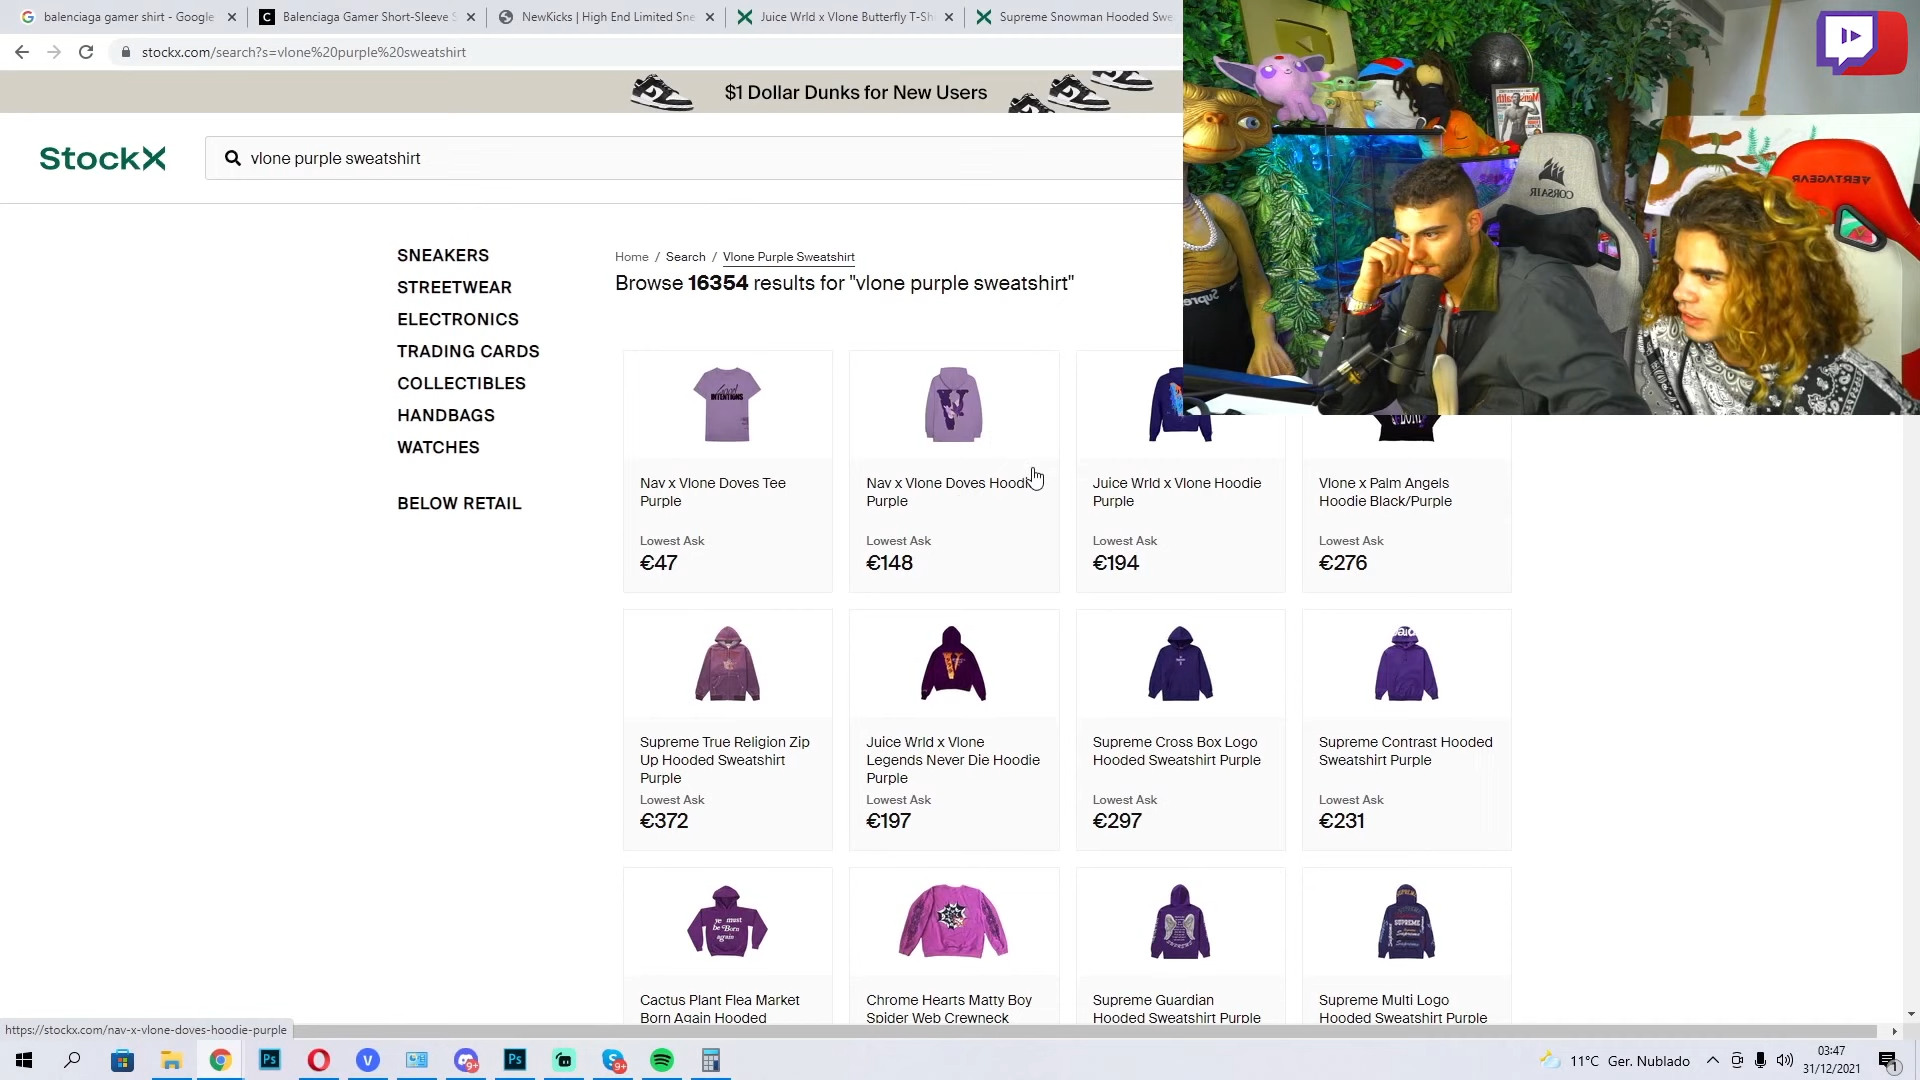 balenciaga gamer shirt - Google
Balenciaga Gamer Short-Sleeve S
NewKicks | High End Limited Sne
Juice Wrld x Vlone Butterfly T-Sh
Supreme Snowman Hooded Swe
stockx.com/search?s=vlone%20purple%20sweatshirt
$1 Dollar Dunks for New Users
StockX
vlone purple sweatshirt
CORSAIR
VERTAGEAR
SNEAKERS
STREETWEAR
ELECTRONICS
TRADING CARDS
COLLECTIBLES
HANDBAGS
WATCHES
BELOW RETAIL
Home / Search / Vlone Purple Sweatshirt
Browse 16354 results for "vlone purple sweatshirt"
Good
INTENTIONS
Nav x Vlone Doves Tee
Purple
Lowest Ask
€47
Nav x Vlone Doves Hoodie
Purple
Lowest Ask
€148
Juice Wrld x Vlone Hoodie
Purple
Lowest Ask
€194
Vlone x Palm Angels
Hoodie Black/Purple
Lowest Ask
€276
Supreme True Religion Zip
Up Hooded Sweatshirt
Purple
Lowest Ask
€372
Juice Wrld x Vlone
Legends Never Die Hoodie
Purple
Lowest Ask
€197
Supreme Cross Box Logo
Hooded Sweatshirt Purple
Lowest Ask
€297
Supreme Contrast Hooded
Sweatshirt Purple
Lowest Ask
€231
ye must
be Born
again
SUPREME
Cactus Plant Flea Market
Born Again Hooded
Chrome Hearts Matty Boy
Spider Web Crewneck
Supreme Guardian
Hooded Sweatshirt Purple
Supreme Multi Logo
Hooded Sweatshirt Purple
https://stockx.com/nav-x-vlone-doves-hoodie-purple
11°C Ger. Nublado
03:47
31/12/2021